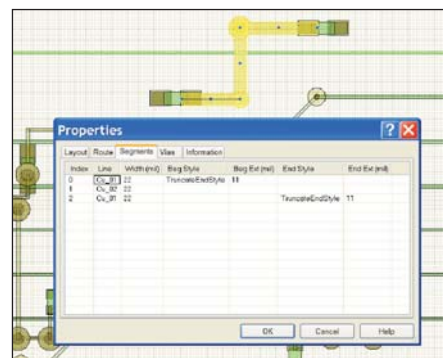 Properties
Layout Route Segments Vias Information
Index Line Width (mil) Beg Style Beg Ext (mil) End Style End Ext (mil)
0 Cu_01 22 TruncateEndStyle 11
1 Cu_02 22
2 Cu_01 22 TruncateEndStyle 11
OK Cancel Help